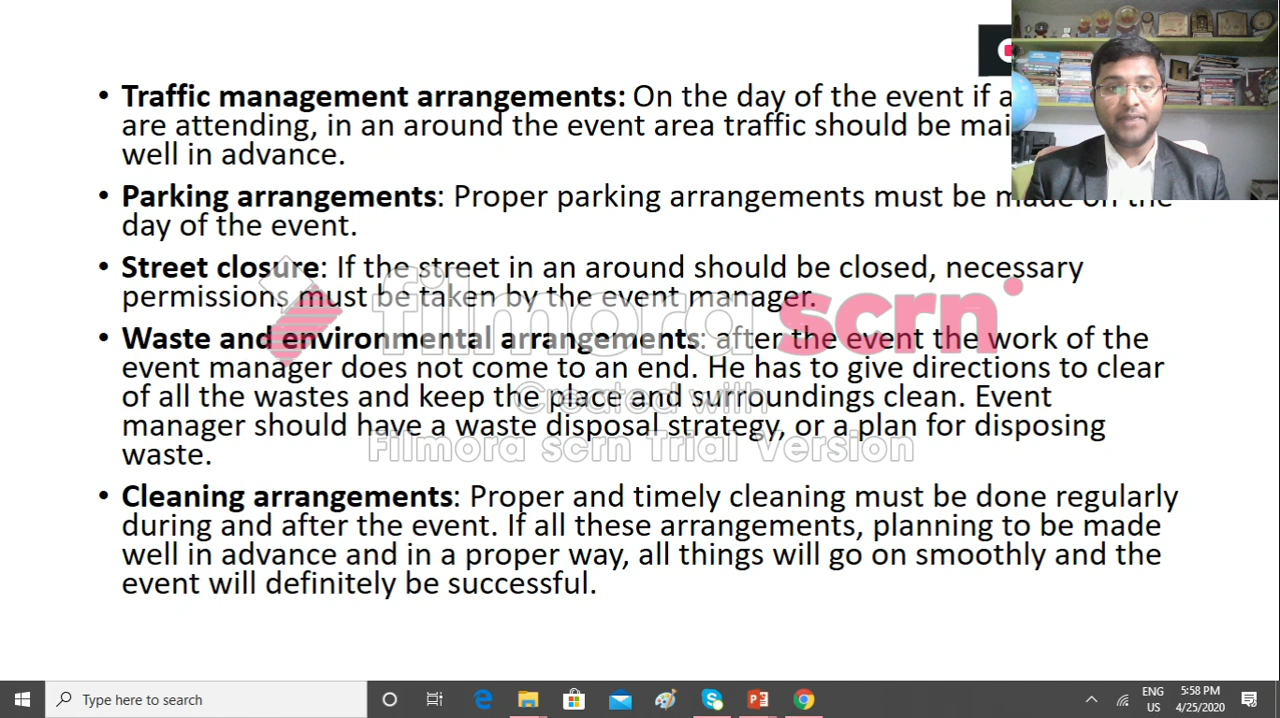 • Traffic management arrangements: On the day of the event if a
are attending, in an around the event area traffic should be mai
well in advance.
• Parking arrangements: Proper parking arrangements must be made on the
day of the event.
• Street closure: If the street in an around should be closed, necessary
permissions must be taken by the event manager.
• Waste and environmental arrangements: after the event the work of the
event manager does not come to an end. He has to give directions to clear
of all the wastes and keep the place and surroundings clean. Event
manager should have a waste disposal strategy, or a plan for disposing
waste.
• Cleaning arrangements: Proper and timely cleaning must be done regularly
during and after the event. If all these arrangements, planning to be made
well in advance and in a proper way, all things will go on smoothly and the
event will definitely be successful.
filmora scrn
Created with
Filmora scrn Trial Version
Type here to search
ENG
US
5:58 PM
4/25/2020